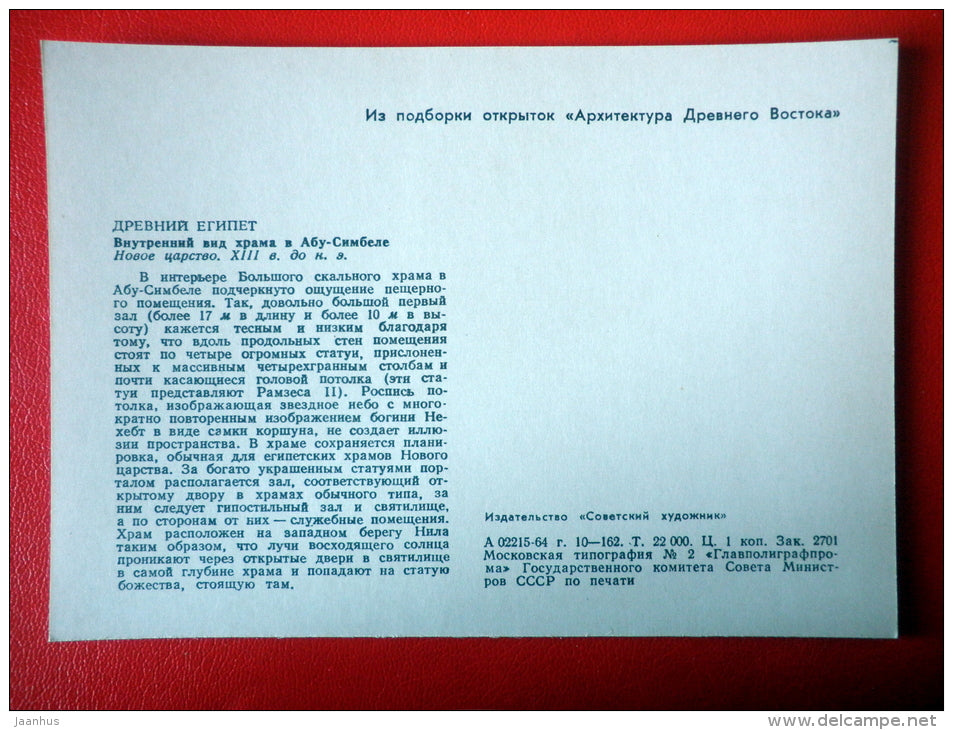 Из подборки открыток «Архитектура Древнего Востока»
ДРЕВНИЙ ЕГИПЕТ
Внутренний вид храма в Абу-Симбеле
Новое царство. XIII в. до н. э.
В интерьере Большого скального храма в
Абу-Симбеле подчеркнуто ощущение пещерно-
го помещения. Так, довольно большой первый
зал (более 17 м в длину и более 10 м в вы-
соту) кажется тесным и низким благодаря
тому, что вдоль продольных стен помещения
стоят по четыре огромных статуи, прислонен-
ных к массивным четырехгранным столбам и
почти касающиеся головой потолка (эти ста-
туи представляют Рамзеса II). Роспись по-
толка, изображающая звездное небо с много-
кратно повторенным изображением богини Не-
хебт в виде самки коршуна, не создает иллю-
зии пространства. В храме сохраняется плани-
ровка, обычная для египетских храмов Нового
царства. За богато украшенным статуями пор-
талом располагается зал, соответствующий от-
крытому двору в храмах обычного типа, за
ним следует гипостильный зал и святилище,
а по сторонам от них — служебные помещения.
Храм расположен на западном берегу Нила
таким образом, что лучи восходящего солнца
проникают через открытые двери в святилище
в самой глубине храма и попадают на статую
божества, стоящую там.
Издательство «Советский художник»
А 02215-64 г. 10—162. .Т. 22 000. Ц. 1 коп. Зак. 2701
Московская типография № 2 «Главполиграфпро-
ма» Государственного комитета Совета Минист-
ров СССР по печати
jaanhus
delcampe.net